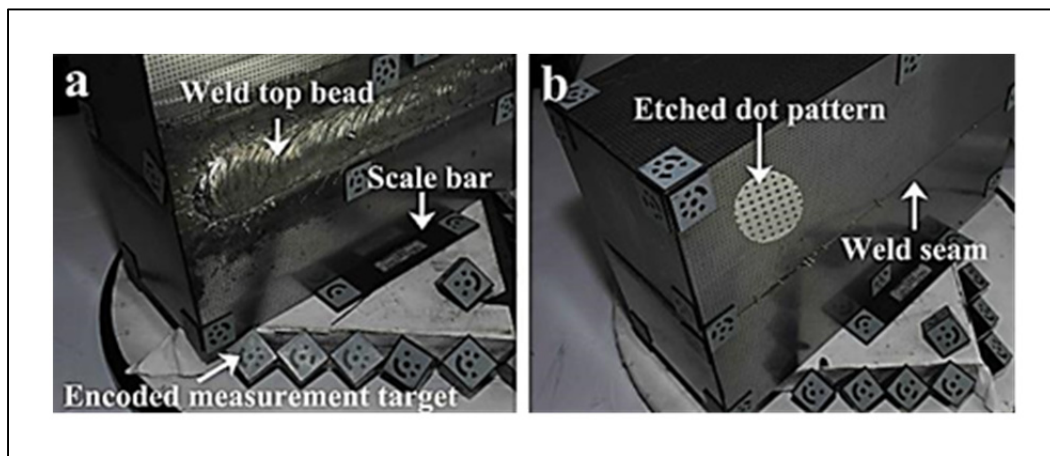 a
Weld top bead
Scale bar
Encoded measurement target
b
Etched dot pattern
Weld seam